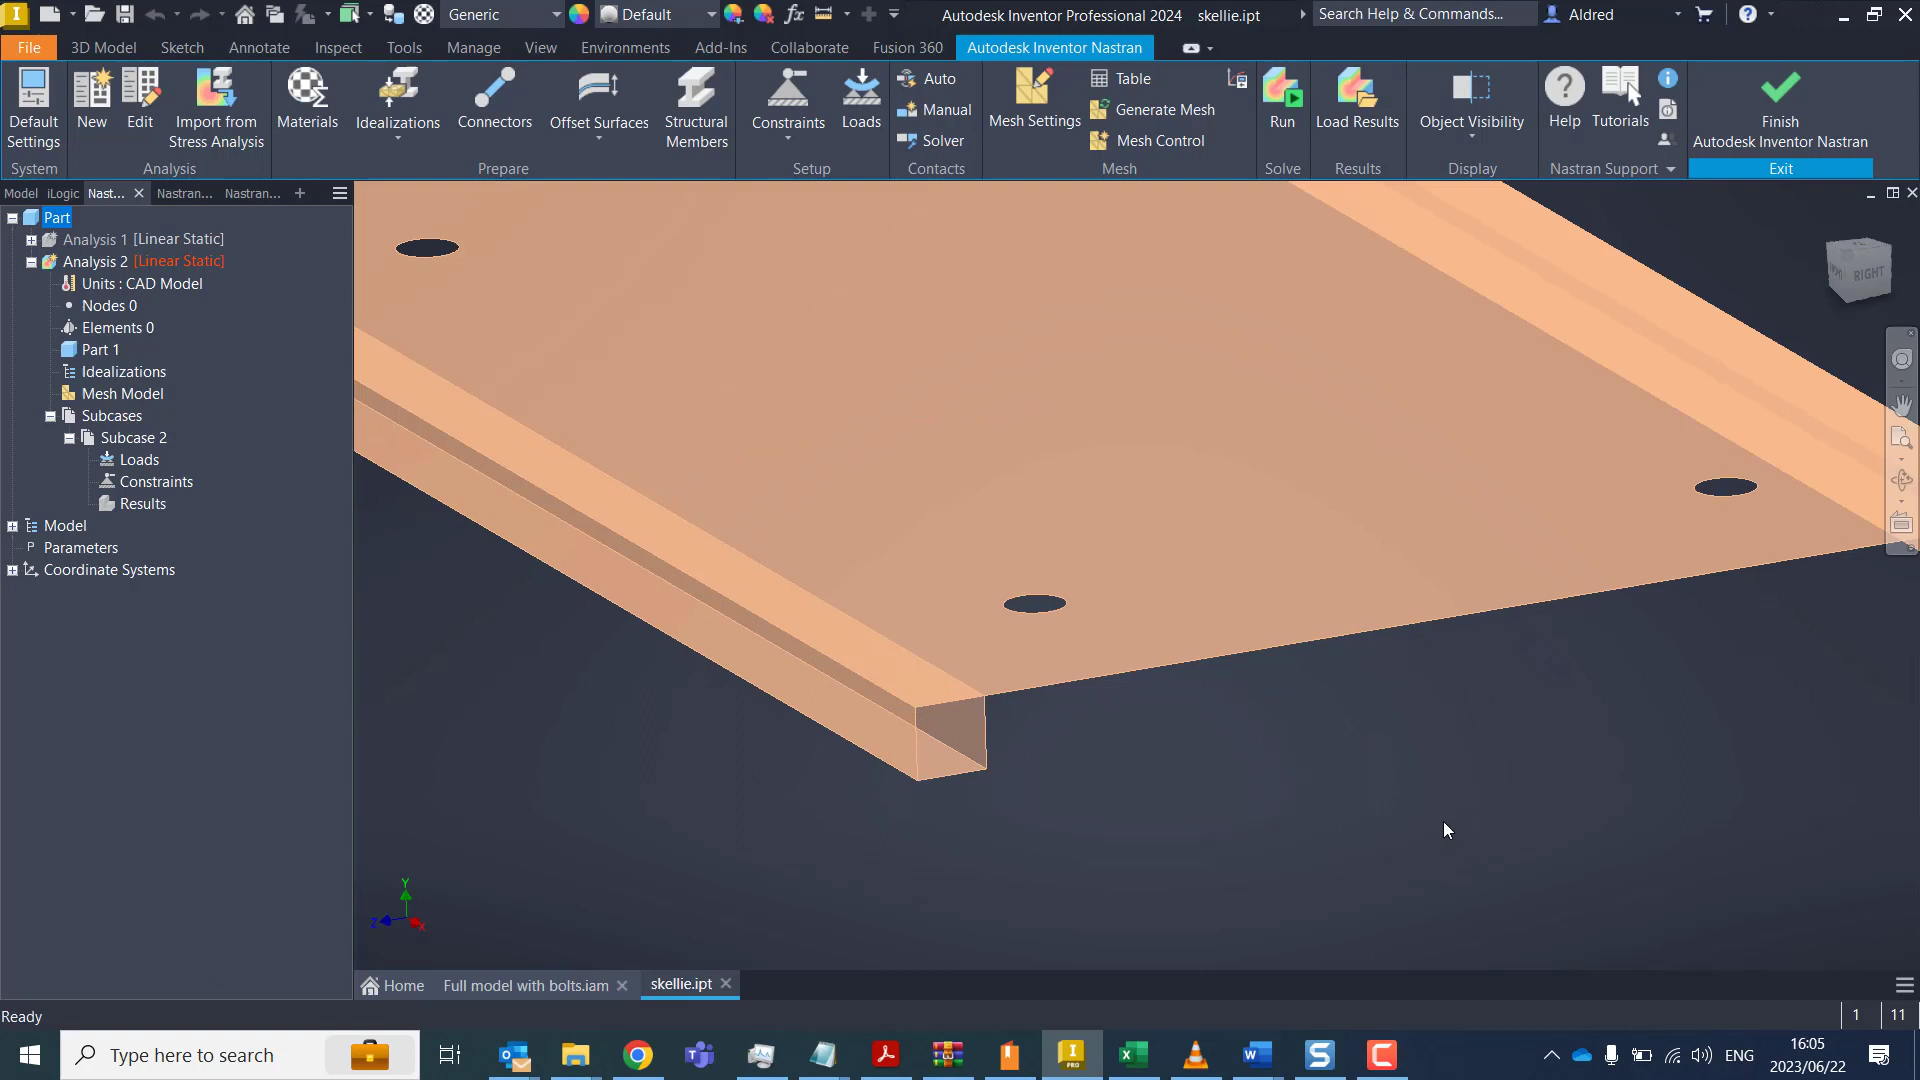 Generic
Default
Autodesk Inventor Professional 2024 skellie.ipt
Search Help & Commands...
Aldred
File
3D Model
Sketch
Annotate
Inspect
Tools
Manage
View
Environments
Add-Ins
Collaborate
Fusion 360
Autodesk Inventor Nastran
Default Settings
New
Edit
Import from Stress Analysis
Materials
Idealizations
Connectors
Offset Surfaces
Structural Members
Constraints
Loads
Auto
Manual
Solver
Mesh Settings
Table
Generate Mesh
Mesh Control
Run
Load Results
Object Visibility
Help
Tutorials
Finish
Autodesk Inventor Nastran
System
Analysis
Prepare
Setup
Contacts
Mesh
Solve
Results
Display
Nastran Support
Exit
Model
iLogic
Nast...
Nastran...
Nastran...
Part
Analysis 1 [Linear Static]
Analysis 2 [Linear Static]
Units : CAD Model
Nodes 0
Elements 0
Part 1
Idealizations
Mesh Model
Subcases
Subcase 2
Loads
Constraints
Results
Model
Parameters
Coordinate Systems
RIGHT
Y
Z
X
Home
Full model with bolts.iam
skellie.ipt
Ready
1
11
Type here to search
ENG
16:05
2023/06/22